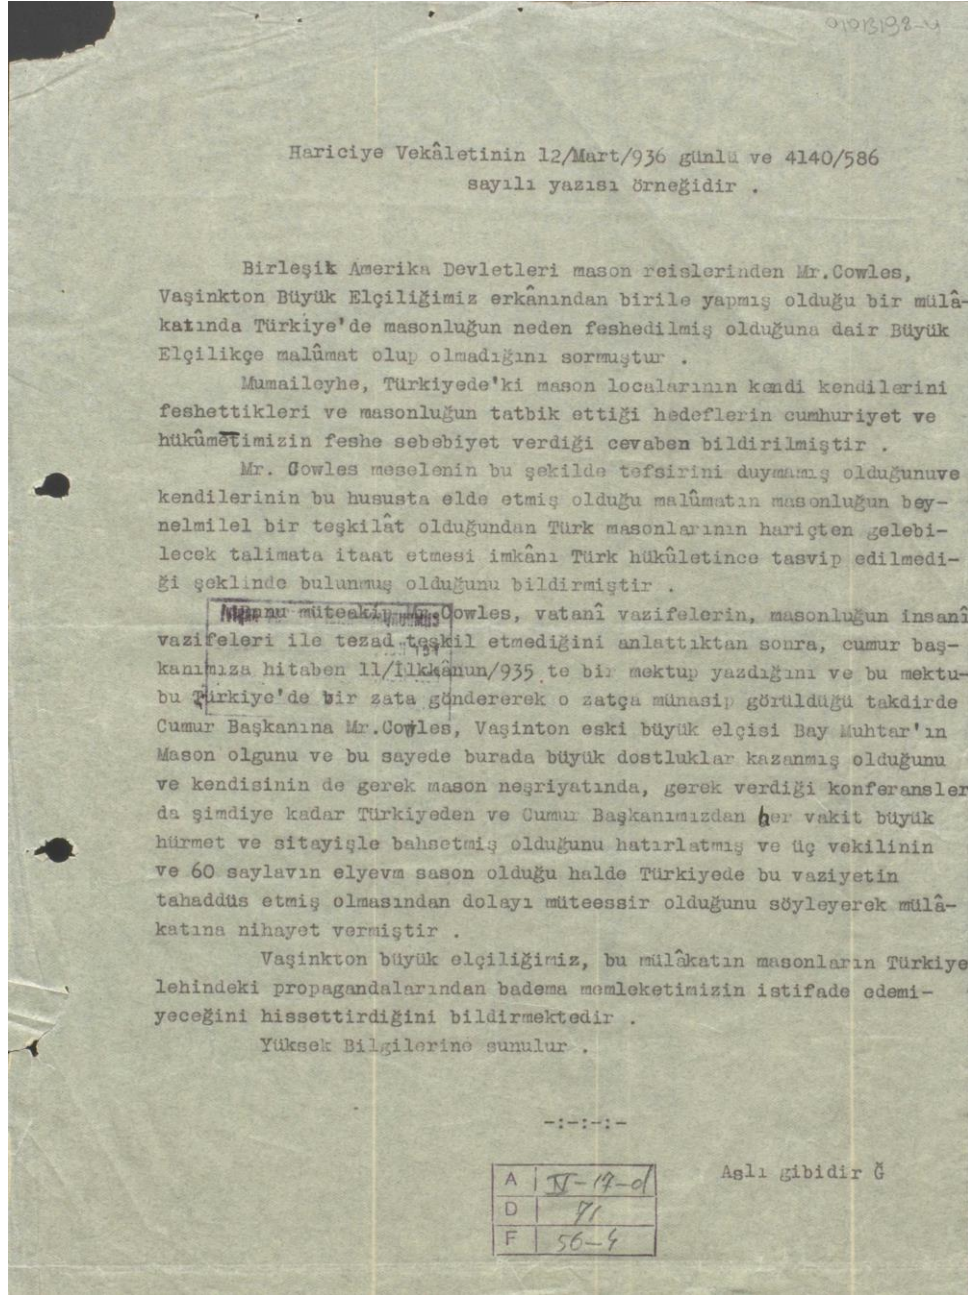 01013198-4
Hariciye Vekâletinin 12/Mart/936 günlü ve 4140/586
sayılı yazısı örneğidir .
Birleşik Amerika Devletleri mason reislerinden Mr.Cowles,
Vaşinkton Büyük Elçiliğimiz erkânından birile yapmış olduğu bir mülâ-
katında Türkiye'de masonluğun neden feshedilmiş olduğuna dair Büyük
Elçilikçe malûmat olup olmadığını sormuştur .
Mumaileyhe, Türkiyede'ki mason localarının kendi kendilerini
feshettikleri ve masonluğun tatbik ettiği hedeflerin cumhuriyet ve
hükûmetimizin feshe sebebiyet verdiği cevaben bildirilmiştir .
Mr. Cowles meselenin bu şekilde tefsirini duymamış olduğunuve
kendilerinin bu hususta elde etmiş olduğu malûmatın masonluğun bey-
nelmilel bir teşkilât olduğundan Türk masonlarının hariçten gelebi-
lecek talimata itaat etmesi imkânı Türk hükûletince tasvip edilmedi-
ği şeklinde bulunmuş olduğunu bildirmiştir .
müteakip Mr.Cowles, vatanî vazifelerin, masonluğun insanî
vazifeleri ile tezad teşkil etmediğini anlattıktan sonra, cumur baş-
kanımıza hitaben 11/İlkkânun/935 te bir mektup yazdığını ve bu mektu-
bu Türkiye'de bir zata göndererek o zatça münasip görüldüğü takdirde
Cumur Başkanına Mr.Cowles, Vaşinton eski büyük elçisi Bay Muhtar'ın
Mason olgunu ve bu sayede burada büyük dostluklar kazanmış olduğunu
ve kendisinin de gerek mason neşriyatında, gerek verdiği konferansler
da şimdiye kadar Türkiyeden ve Cumur Başkanımızdan her vakit büyük
hürmet ve sitayişle bahsetmiş olduğunu hatırlatmış ve üç vekilinin
ve 60 saylavın elyevm sason olduğu halde Türkiyede bu vaziyetin
tahaddüs etmiş olmasından dolayı müteessir olduğunu söyleyerek mülâ-
katına nihayet vermiştir .
Vaşinkton büyük elçiliğimiz, bu mülâkatın masonların Türkiye
lehindeki propagandalarından badema memleketimizin istifade edemi-
yeceğini hissettirdiğini bildirmektedir .
Yüksek Bilgilerine sunulur .
-:-:-:-
Aslı gibidir Ğ
A IV-17-d
D 71
F 56-4